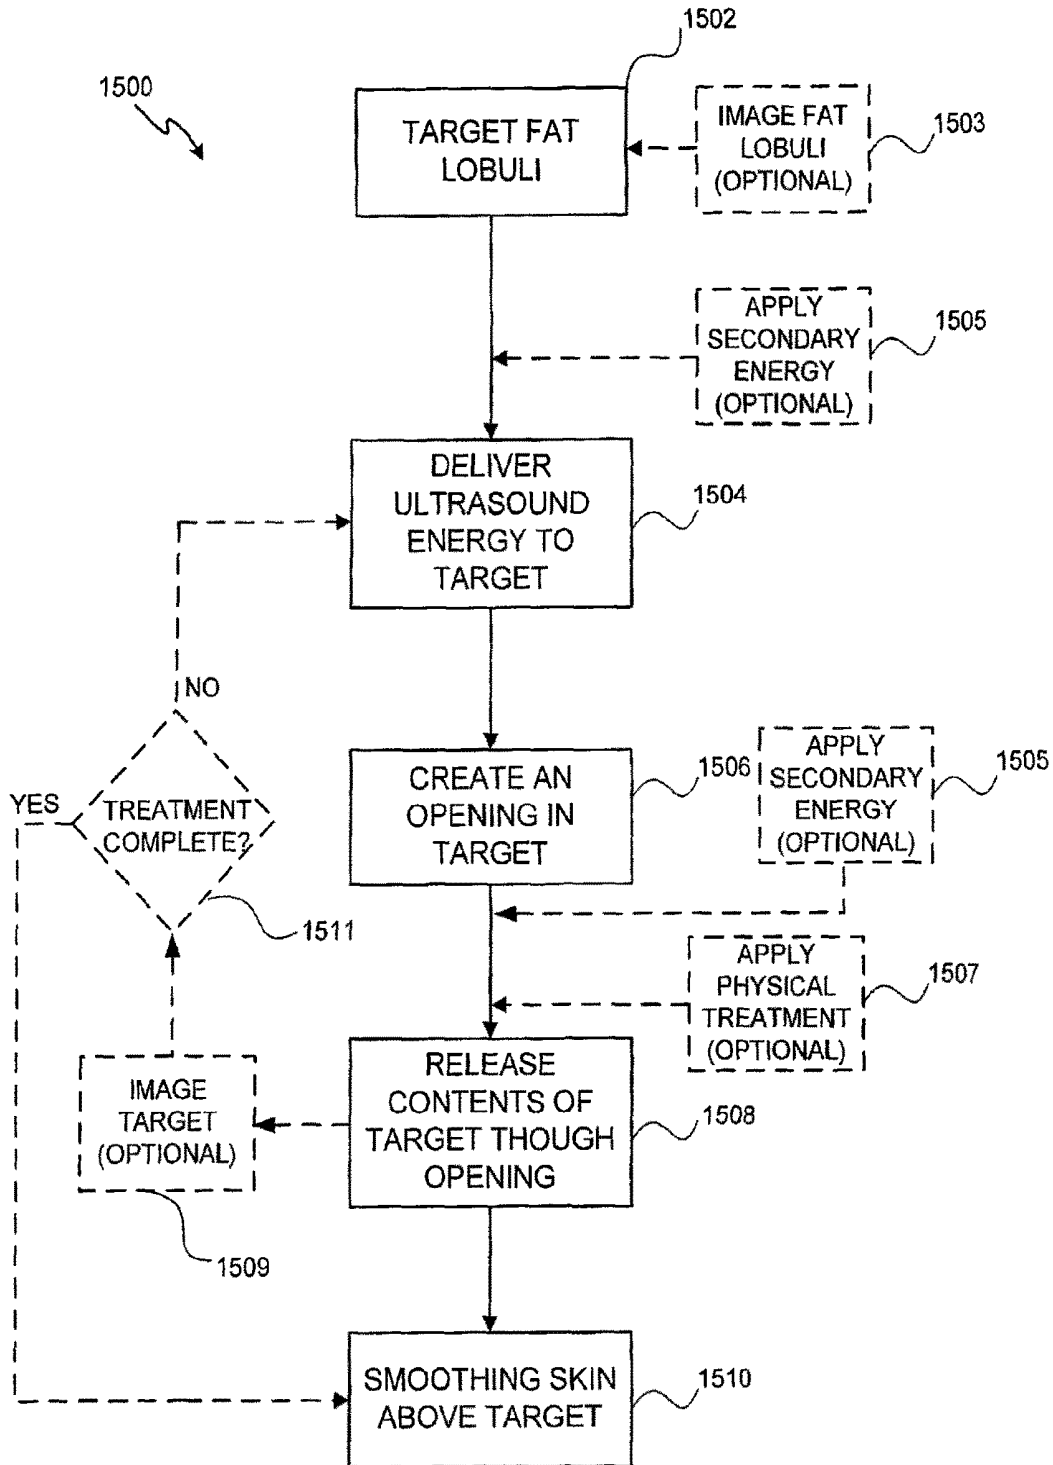 1502
1500
TARGET FAT
LOBULI
IMAGE FAT
LOBULI
(OPTIONAL)
1503
APPLY
SECONDARY
ENERGY
(OPTIONAL)
1505
DELIVER
ULTRASOUND
ENERGY TO
TARGET
1504
NO
YES
TREATMENT
COMPLETE?
1511
CREATE AN
OPENING IN
TARGET
1506
APPLY
SECONDARY
ENERGY
(OPTIONAL)
1505
APPLY
PHYSICAL
TREATMENT
(OPTIONAL)
1507
IMAGE
TARGET
(OPTIONAL)
1509
RELEASE
CONTENTS OF
TARGET THOUGH
OPENING
1508
SMOOTHING SKIN
ABOVE TARGET
1510